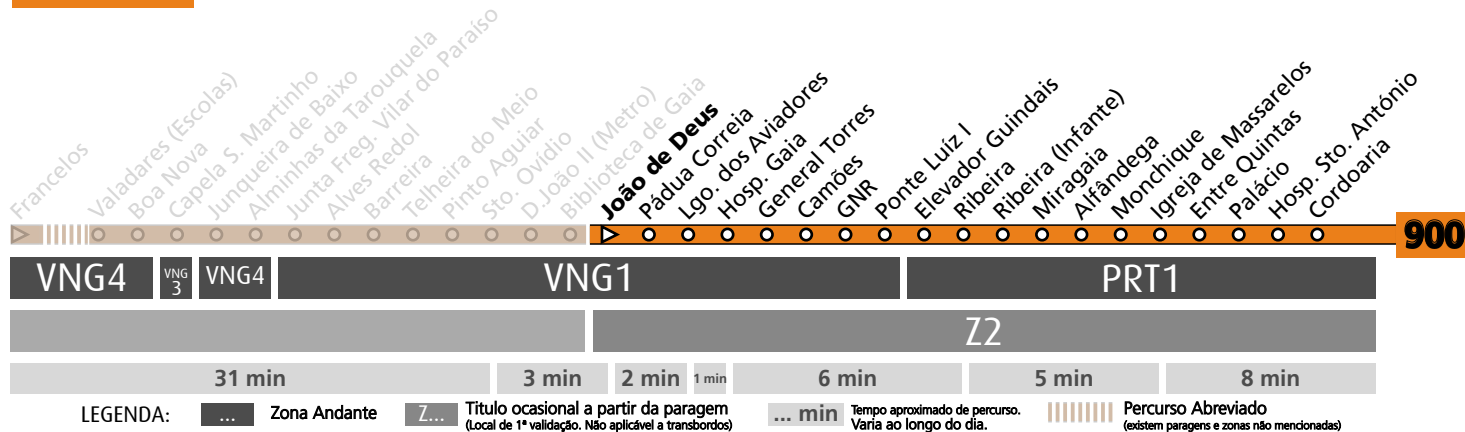 Francelos
Valadares (Escolas)
Boa Nova
Capela S. Martinho
Junqueira de Baixo
Alminhas da Tarouquela
Junta Freg. Vilar do Paraíso
Alves Redol
Barreira
Telheira do Meio
Pinto Aguiar
Sto. Ovídio
D.João II (Metro)
Biblioteca de Gaia
João de Deus
Pádua Correia
Lgo. dos Aviadores
Hosp. Gaia
General Torres
Camões
GNR
Ponte Luíz I
Elevador Guindais
Ribeira
Ribeira (Infante)
Miragaia
Alfândega
Monchique
Igreja de Massarelos
Entre Quintas
Palácio
Hosp. Sto. António
Cordoaria
900
VNG4 VNG 3 VNG4 VNG1 PRT1
Z2
31 min 3 min 2 min 1 min 6 min 5 min 8 min
LEGENDA:
... Zona Andante
Z... Titulo ocasional a partir da paragem
(Local de 1ª validação. Não aplicável a transbordos)
... min Tempo aproximado de percurso.
Varia ao longo do dia.
Percurso Abreviado
(existem paragens e zonas não mencionadas)